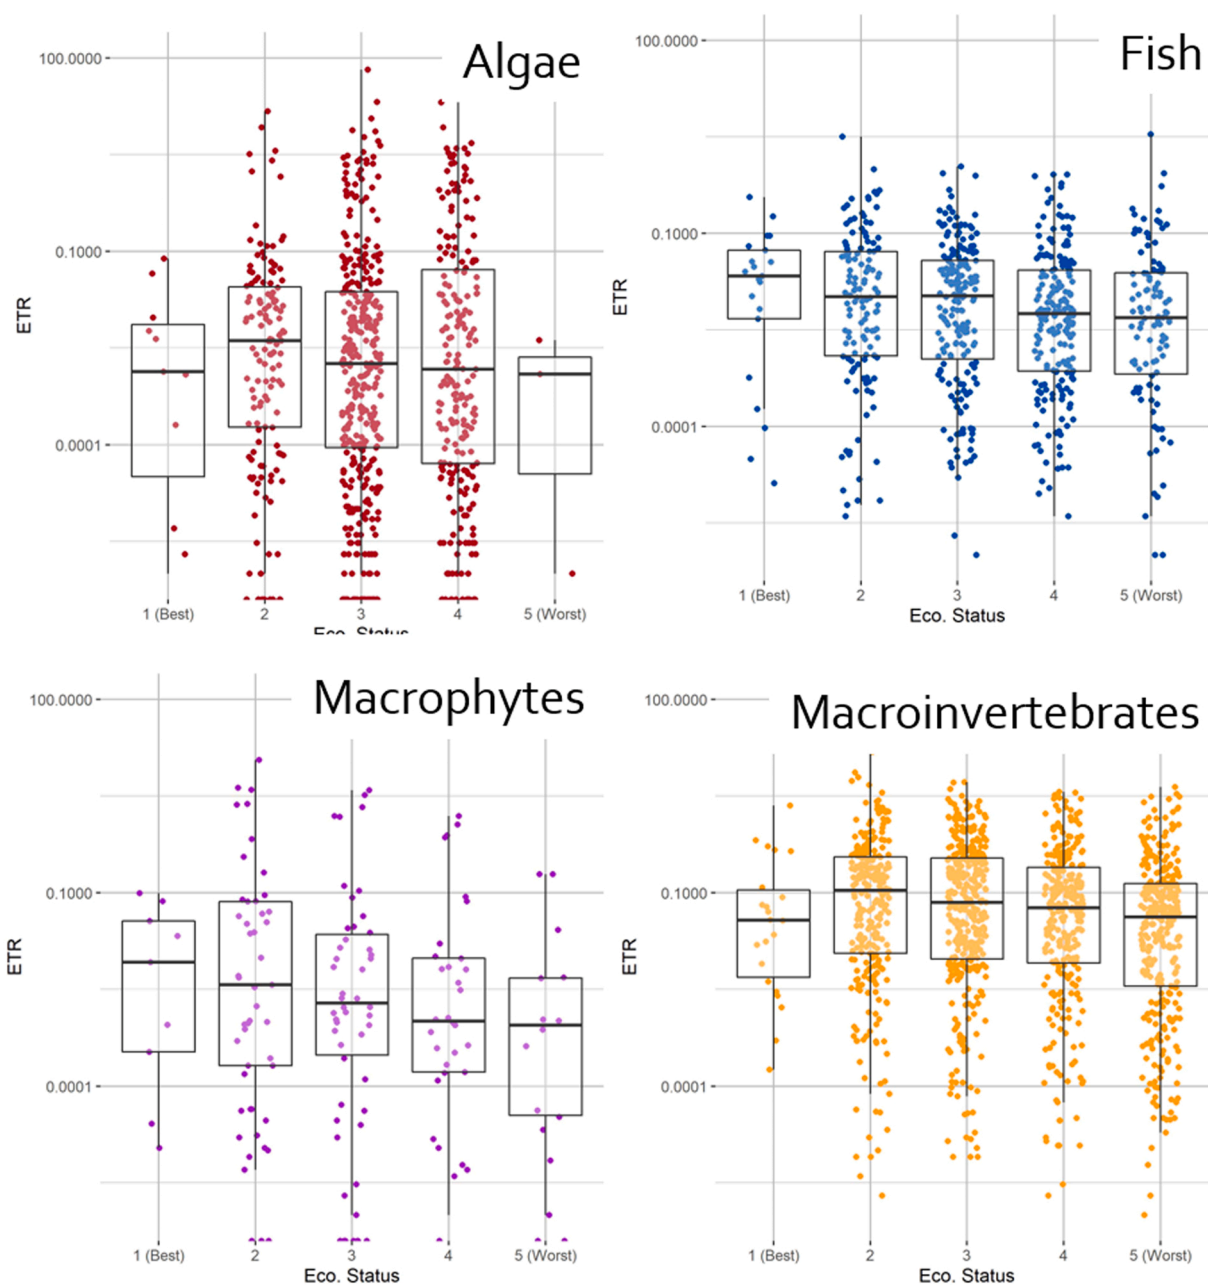 Algae
100.0000
0.1000
0.0001
ETR
1 (Best) 2 3 4 5 (Worst)
Eco. Status
Fish
100.0000
0.1000
0.0001
ETR
1 (Best) 2 3 4 5 (Worst)
Eco. Status
Macrophytes
100.0000
0.1000
0.0001
ETR
1 (Best) 2 3 4 5 (Worst)
Eco. Status
Macroinvertebrates
100.0000
0.1000
0.0001
ETR
1 (Best) 2 3 4 5 (Worst)
Eco. Status